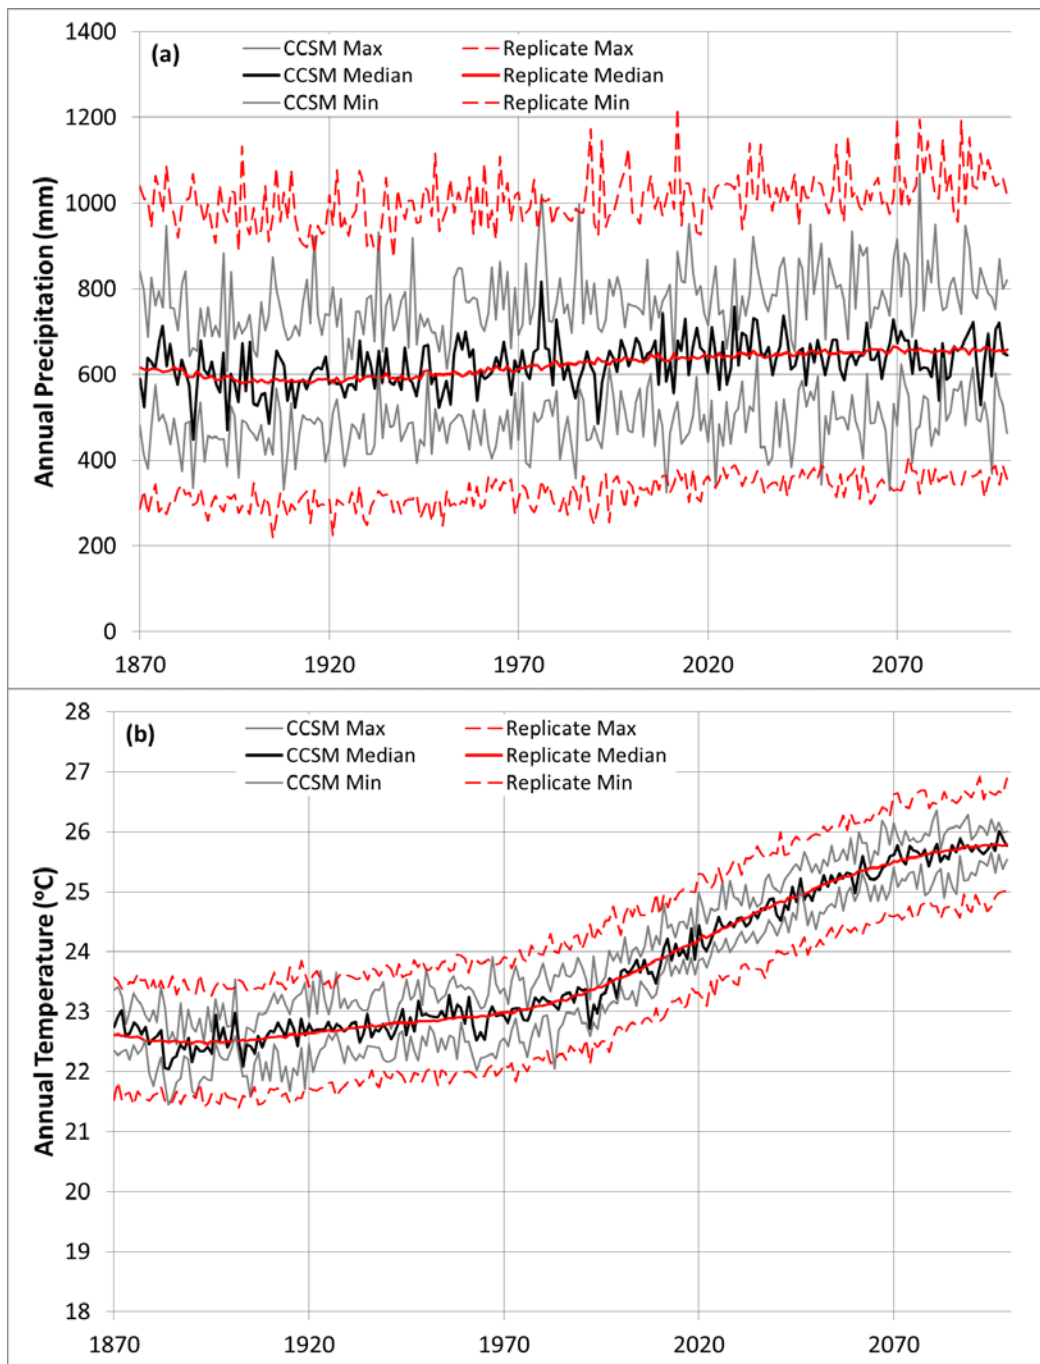 1400
(a)
CCSM Max
Replicate Max
1200
CCSM Median
Replicate Median
CCSM Min
Replicate Min
1000
800
600
400
200
0
Annual Precipitation (mm)
1870 1920 1970 2020 2070
28
(b)
CCSM Max
Replicate Max
27
CCSM Median
Replicate Median
CCSM Min
Replicate Min
26
25
24
23
22
21
20
19
18
Annual Temperature (°C)
1870 1920 1970 2020 2070